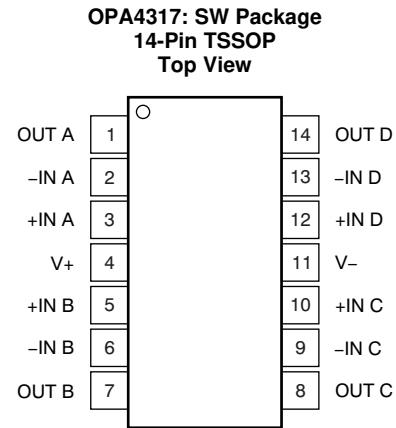 OPA4317: SW Package
14-Pin TSSOP
Top View
OUT A 1 14 OUT D
−IN A 2 13 −IN D
+IN A 3 12 +IN D
V+ 4 11 V−
+IN B 5 10 +IN C
−IN B 6 9 −IN C
OUT B 7 8 OUT C